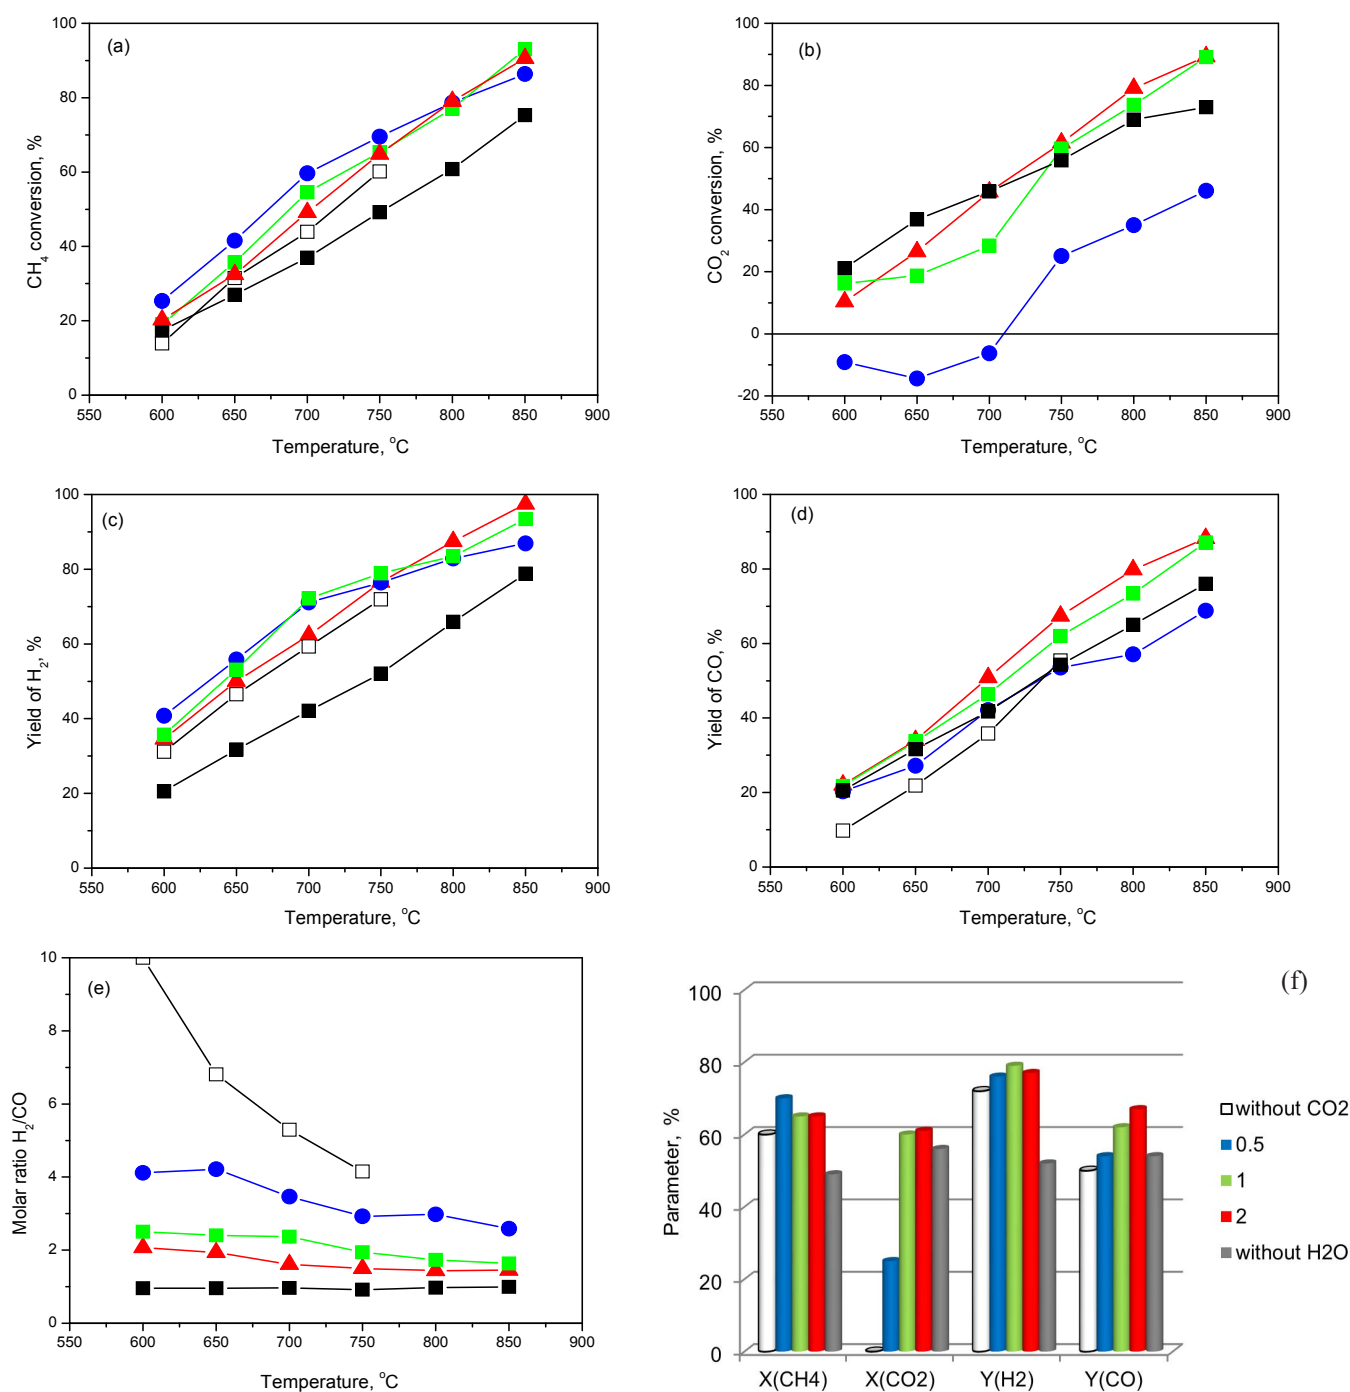 (a)
100
80
60
40
20
0
CH4 conversion, %
550 600 650 700 750 800 850 900
Temperature, °C
(b)
100
80
60
40
20
0
-20
CO2 conversion, %
550 600 650 700 750 800 850 900
Temperature, °C
(c)
100
80
60
40
20
0
Yield of H2, %
550 600 650 700 750 800 850 900
Temperature, °C
(d)
100
80
60
40
20
0
Yield of CO, %
550 600 650 700 750 800 850 900
Temperature, °C
(e)
10
8
6
4
2
0
Molar ratio H2/CO
550 600 650 700 750 800 850 900
Temperature, °C
(f)
100
80
60
40
20
0
Parameter, %
X(CH4) X(CO2) Y(H2) Y(CO)
without CO2
0.5
1
2
without H2O